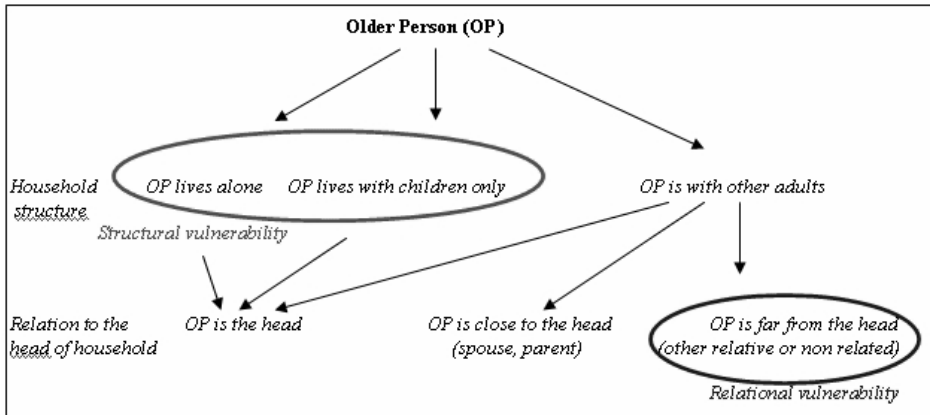 Older Person (OP)
Household
structure
OP lives alone
OP lives with children only
OP is with other adults
Structural vulnerability
Relation to the
head of household
OP is the head
OP is close to the head
(spouse, parent)
OP is far from the head
(other relative or non related)
Relational vulnerability